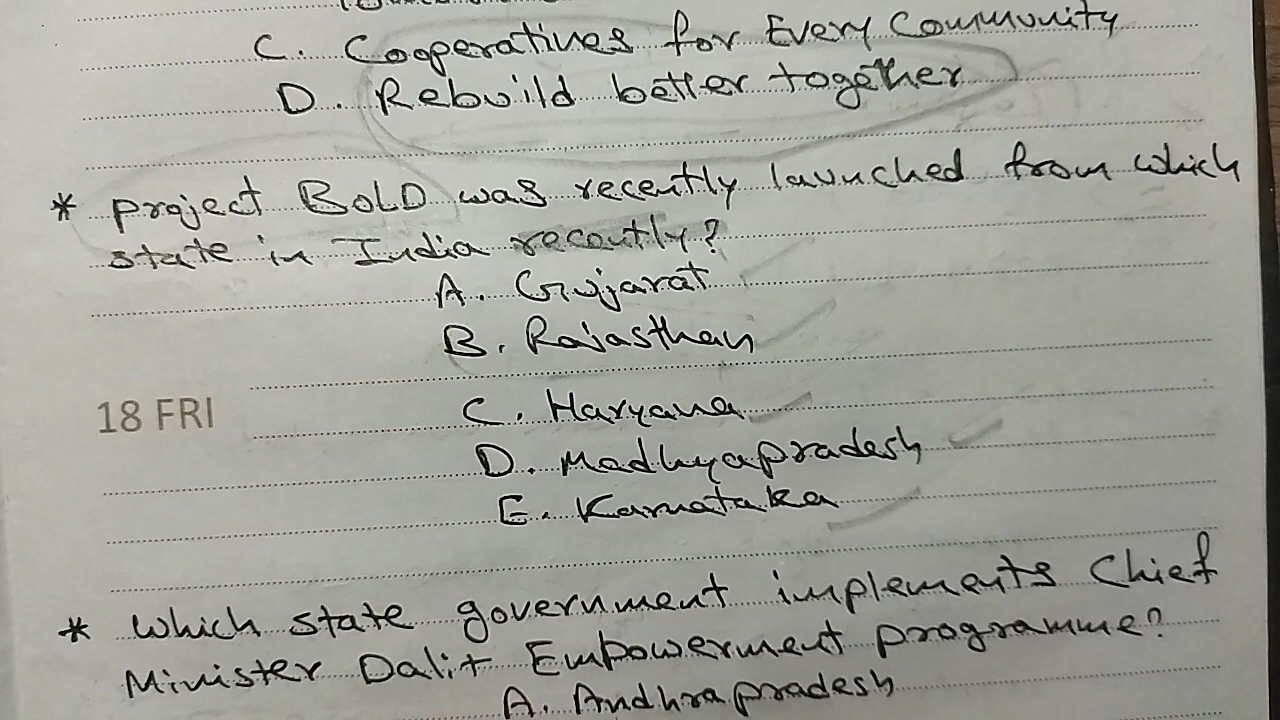 C. Cooperatives for Every Community
D. Rebuild better together
* project BOLD was recently launched from which
state in India recently?
A. Gujarat
B. Rajasthan
18 FRI
C. Haryana
D. Madhyapradesh
E. Karnataka
* Which state government implements Chief
Minister Dalit Empowerment programme?
A. Andhrapradesh